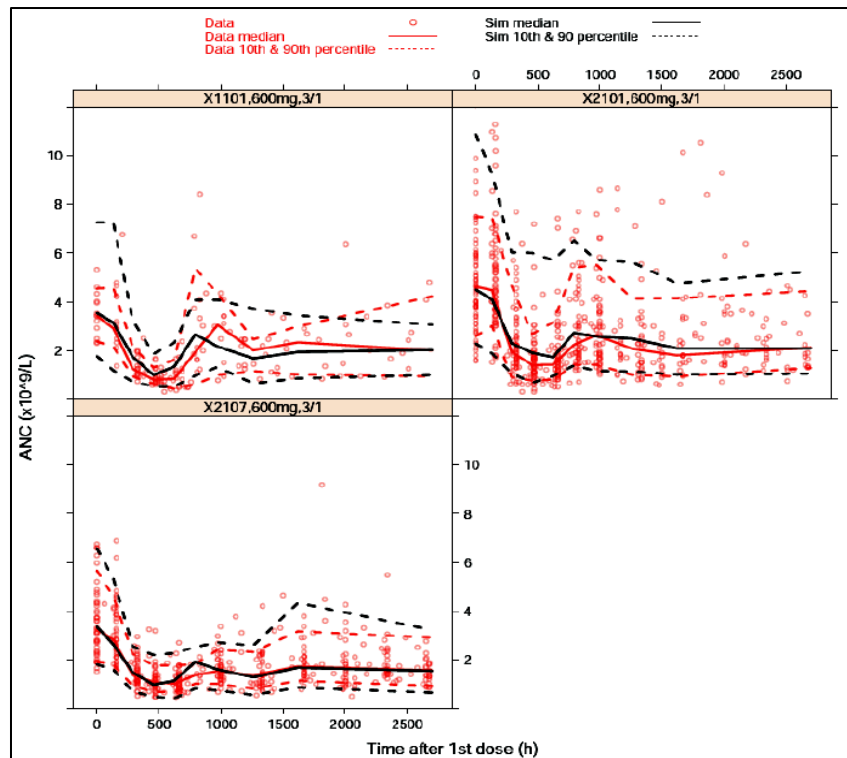 Data
Data median
Data 10th & 90th percentile
Sim median
Sim 10th & 90 percentile
0 500 1000 1500 2000 2500
X1101,600mg,3/1
X2101,600mg,3/1
10
8
6
4
2
X2107,600mg,3/1
10
8
6
4
2
ANC (x10^9/L)
0 500 1000 1500 2000 2500
Time after 1st dose (h)